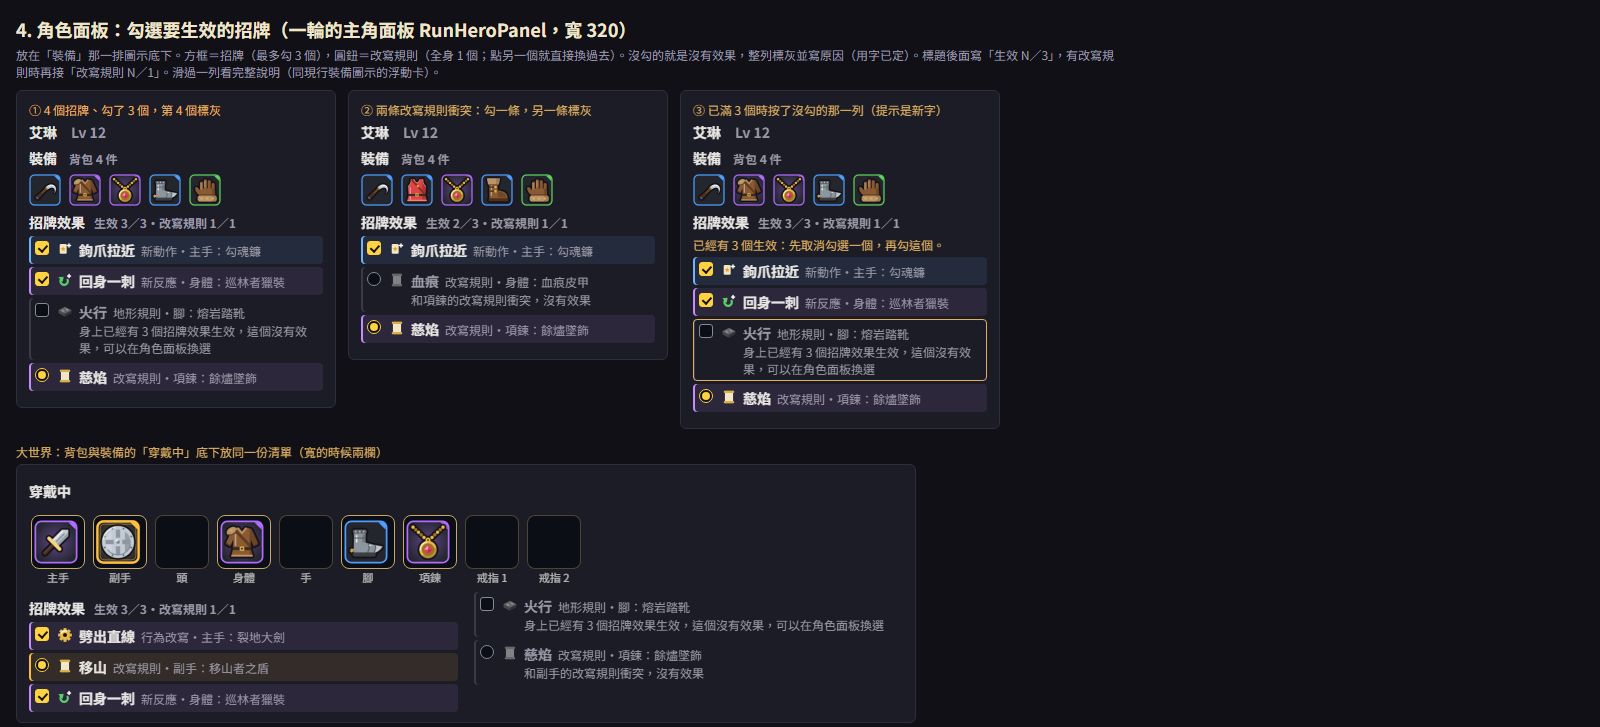 4. 角色面板：勾選要生效的招牌（一輪的主角面板 RunHeroPanel，寬 320）
放在「裝備」那一排圖示底下。方框＝招牌（最多勾 3 個），圓鈕＝改寫規則（全身 1 個；點另一個就直接換過去）。沒勾的就是沒有效果，整列標灰並寫原因（用字已定）。標題後面寫「生效 N／3」，有改寫規
則時再接「改寫規則 N／1」。滑過一列看完整說明（同現行裝備圖示的浮動卡）。
① 4 個招牌、勾了 3 個，第 4 個標灰
艾琳 Lv 12
裝備 背包 4 件
招牌效果 生效 3／3・改寫規則 1／1
鉤爪拉近 新動作・主手：勾魂鐮
回身一刺 新反應・身體：巡林者獵裝
火行 地形規則・腳：熔岩踏靴
身上已經有 3 個招牌效果生效，這個沒有效
果，可以在角色面板換選
慈焰 改寫規則・項鍊：餘燼墜飾
② 兩條改寫規則衝突：勾一條，另一條標灰
艾琳 Lv 12
裝備 背包 4 件
招牌效果 生效 2／3・改寫規則 1／1
鉤爪拉近 新動作・主手：勾魂鐮
血痕 改寫規則・身體：血痕皮甲
和項鍊的改寫規則衝突，沒有效果
慈焰 改寫規則・項鍊：餘燼墜飾
③ 已滿 3 個時按了沒勾的那一列（提示是新字）
艾琳 Lv 12
裝備 背包 4 件
招牌效果 生效 3／3・改寫規則 1／1
已經有 3 個生效：先取消勾選一個，再勾這個。
鉤爪拉近 新動作・主手：勾魂鐮
回身一刺 新反應・身體：巡林者獵裝
火行 地形規則・腳：熔岩踏靴
身上已經有 3 個招牌效果生效，這個沒有效
果，可以在角色面板換選
慈焰 改寫規則・項鍊：餘燼墜飾
大世界：背包與裝備的「穿戴中」底下放同一份清單（寬的時候兩欄）
穿戴中
主手 副手 頭 身體 手 腳 項鍊 戒指 1 戒指 2
招牌效果 生效 3／3・改寫規則 1／1
劈出直線 行為改寫・主手：裂地大劍
移山 改寫規則・副手：移山者之盾
回身一刺 新反應・身體：巡林者獵裝
火行 地形規則・腳：熔岩踏靴
身上已經有 3 個招牌效果生效，這個沒有效果，可以在角色面板換選
慈焰 改寫規則・項鍊：餘燼墜飾
和副手的改寫規則衝突，沒有效果